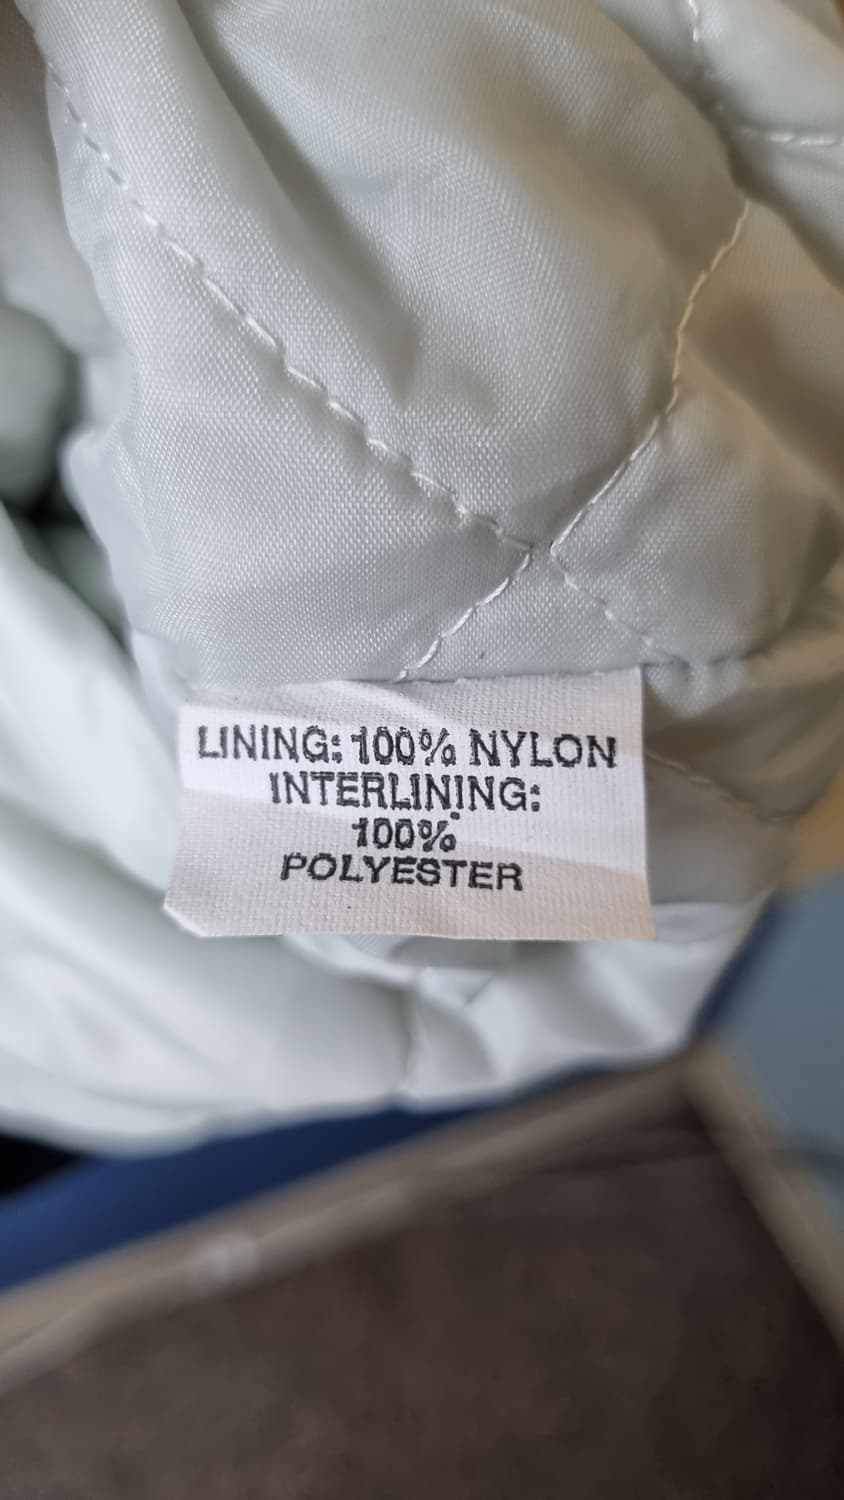 LINING: 100% NYLON
INTERLINING:
100%
POLYESTER